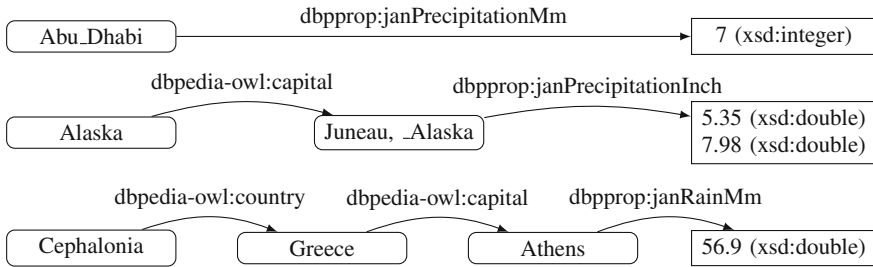 dbpprop:janPrecipitationMm
Abu_Dhabi
7 (xsd:integer)
dbpedia-owl:capital
dbpprop:janPrecipitationInch
Alaska
Juneau, _Alaska
5.35 (xsd:double)
7.98 (xsd:double)
dbpedia-owl:country
dbpedia-owl:capital
dbpprop:janRainMm
Cephalonia
Greece
Athens
56.9 (xsd:double)